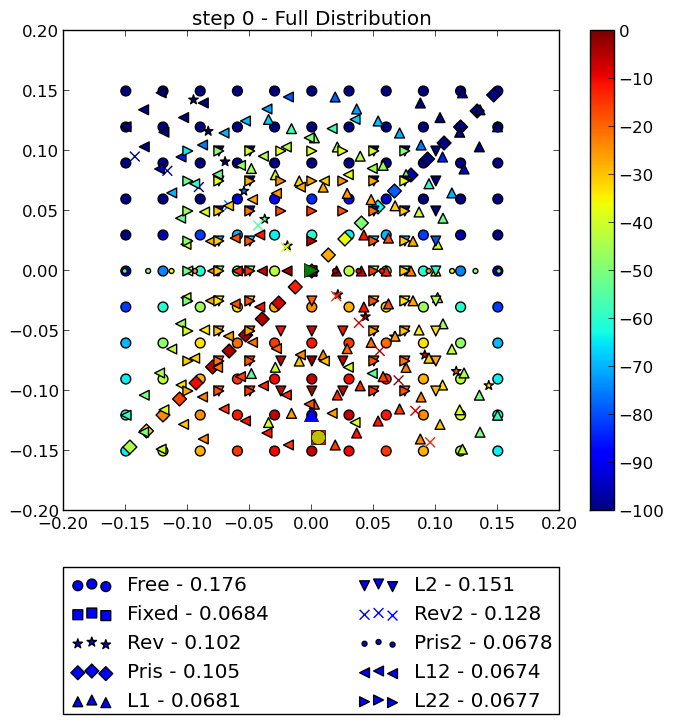 step 0 - Full Distribution
0.20
0.15
0.10
0.05
0.00
−0.05
−0.10
−0.15
−0.20
−0.20 −0.15 −0.10 −0.05 0.00 0.05 0.10 0.15 0.20
0
−10
−20
−30
−40
−50
−60
−70
−80
−90
−100
Free - 0.176
Fixed - 0.0684
Rev - 0.102
Pris - 0.105
L1 - 0.0681
L2 - 0.151
Rev2 - 0.128
Pris2 - 0.0678
L12 - 0.0674
L22 - 0.0677